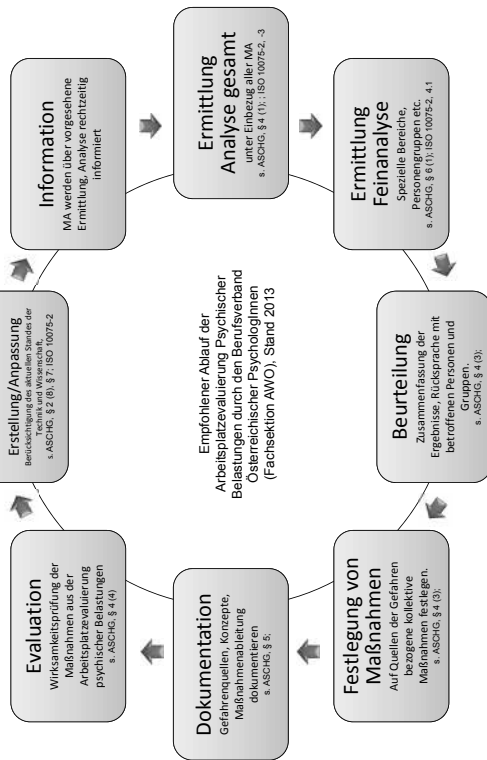 Erstellung/Anpassung
Berücksichtigung des aktuellen Standes der
Technik und Wissenschaft,
s. ASCHG, § 2 (8), § 7; ISO 10075-2
Information
MA werden über vorgesehene
Ermittlung, Analyse rechtzeitig
informiert
Ermittlung
Analyse gesamt
unter Einbezug aller MA
s. ASCHG, § 4 (1); ; ISO 10075-2, -3
Ermittlung
Feinanalyse
Spezielle Bereiche,
Personengruppen etc.
s. ASCHG, § 6 (1); ISO 10075-2, 4.1
Beurteilung
Zusammenfassung der
Ergebnisse, Rücksprache mit
betroffenen Personen und
Gruppen.
s. ASCHG, § 4 (3);
Festlegung von
Maßnahmen
Auf Quellen der Gefahren
bezogene kollektive
Maßnahmen festlegen.
s. ASCHG, § 4 (3);
Dokumentation
Gefahrenquellen, Konzepte,
Maßnahmenableitung
dokumentieren
s. ASCHG, § 5;
Evaluation
Wirksamkeitsprüfung der
Maßnahmen aus der
Arbeitsplatzevaluierung
psychischer Belastungen
s. ASCHG, § 4 (4)
Empfohlener Ablauf der
Arbeitsplatzevaluierung Psychischer
Belastungen durch den Berufsverband
Österreichischer PsychologInnen
(Fachsektion AWO), Stand 2013